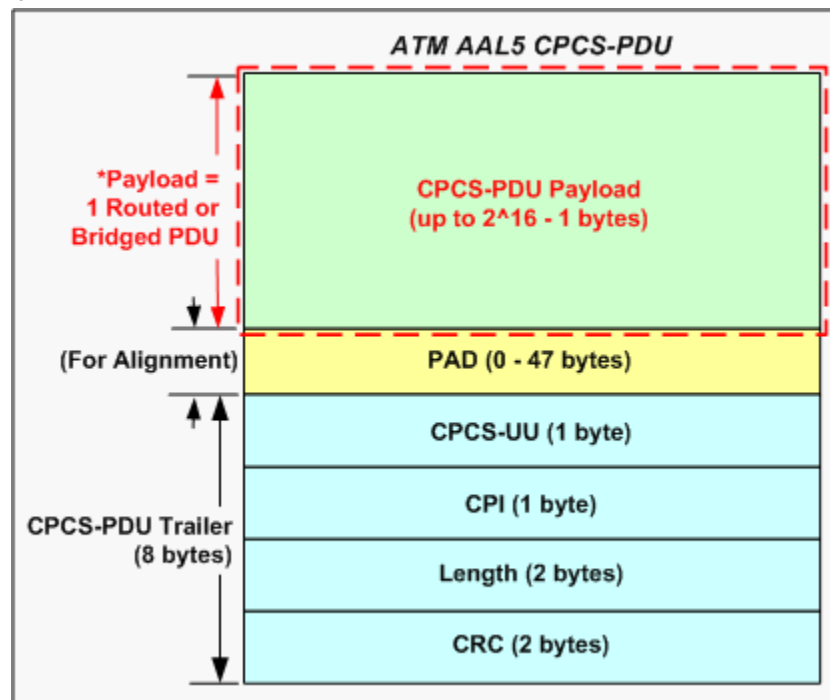 ATM AAL5 CPCS-PDU
*Payload =
1 Routed or
Bridged PDU
CPCS-PDU Payload
(up to 2^16 - 1 bytes)
(For Alignment)
PAD (0 - 47 bytes)
CPCS-UU (1 byte)
CPI (1 byte)
CPCS-PDU Trailer
(8 bytes)
Length (2 bytes)
CRC (2 bytes)